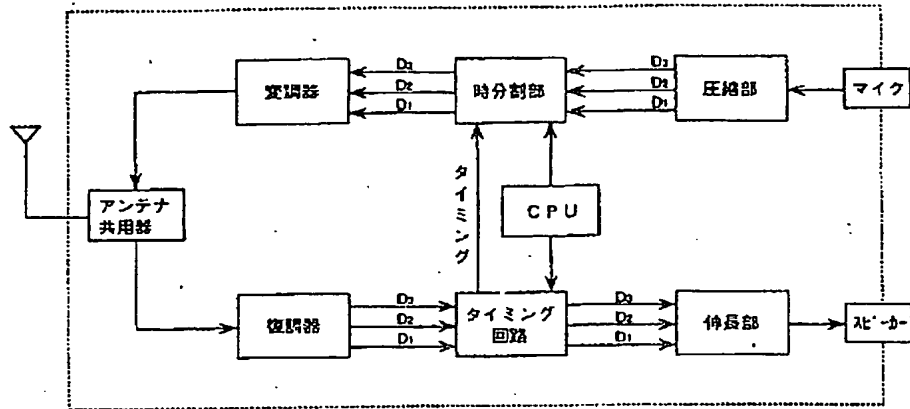 D3
D2
D1
変調器
時分割部
D3
D2
D1
圧縮部
マイク
アンテナ
共用器
タイミング
CPU
復調器
D3
D2
D1
タイミング
回路
D3
D2
D1
伸長部
スピーカー